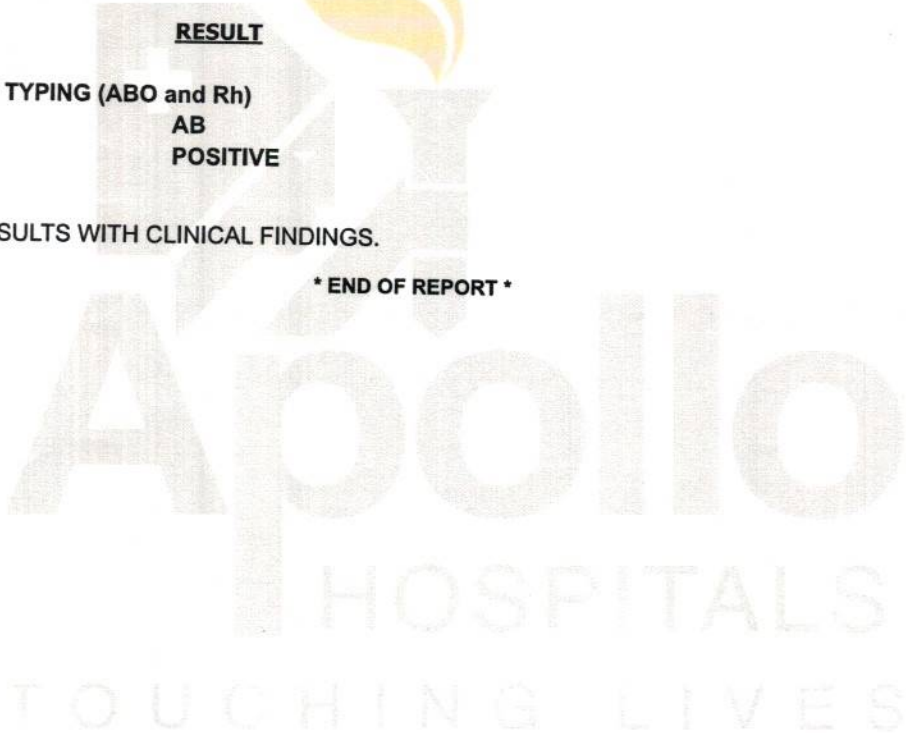 RESULT
TYPING (ABO and Rh)
AB
POSITIVE
SULTS WITH CLINICAL FINDINGS.
* END OF REPORT *
Apollo
HOSPITALS
TOUCHING LIVES